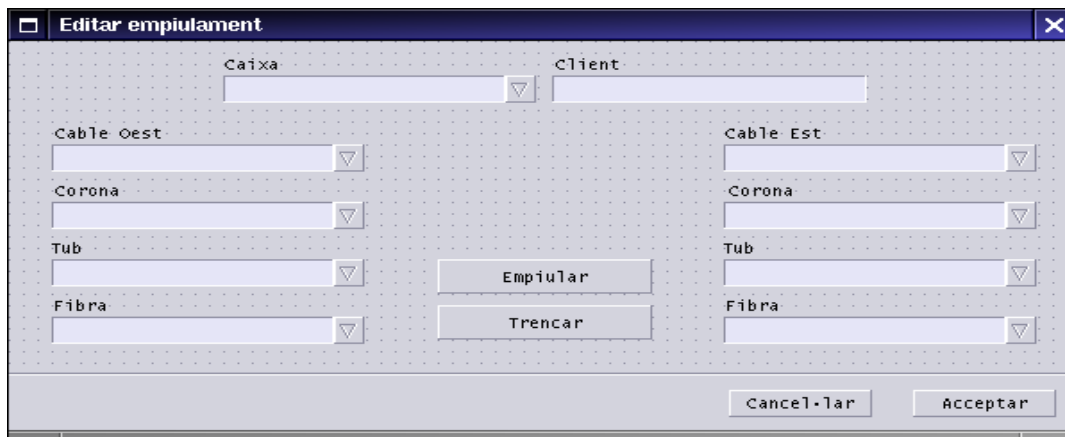 Editar empiulament
Caixa Client
Cable Oest Cable Est
Corona Corona
Tub Tub
Empiular
Fibra Fibra
Trencar
Cancel·lar Acceptar